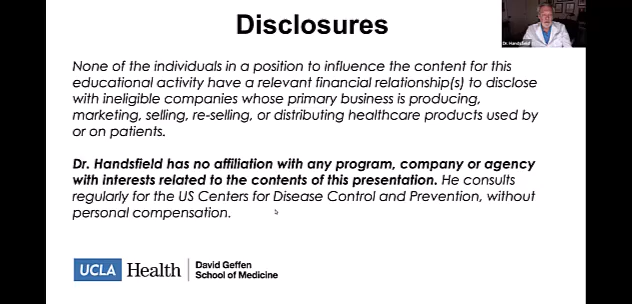 Disclosures
Dr. Handsfield
None of the individuals in a position to influence the content for this
educational activity have a relevant financial relationship(s) to disclose
with ineligible companies whose primary business is producing,
marketing, selling, re-selling, or distributing healthcare products used by
or on patients.
Dr. Handsfield has no affiliation with any program, company or agency
with interests related to the contents of this presentation. He consults
regularly for the US Centers for Disease Control and Prevention, without
personal compensation.
UCLA Health
David Geffen
School of Medicine